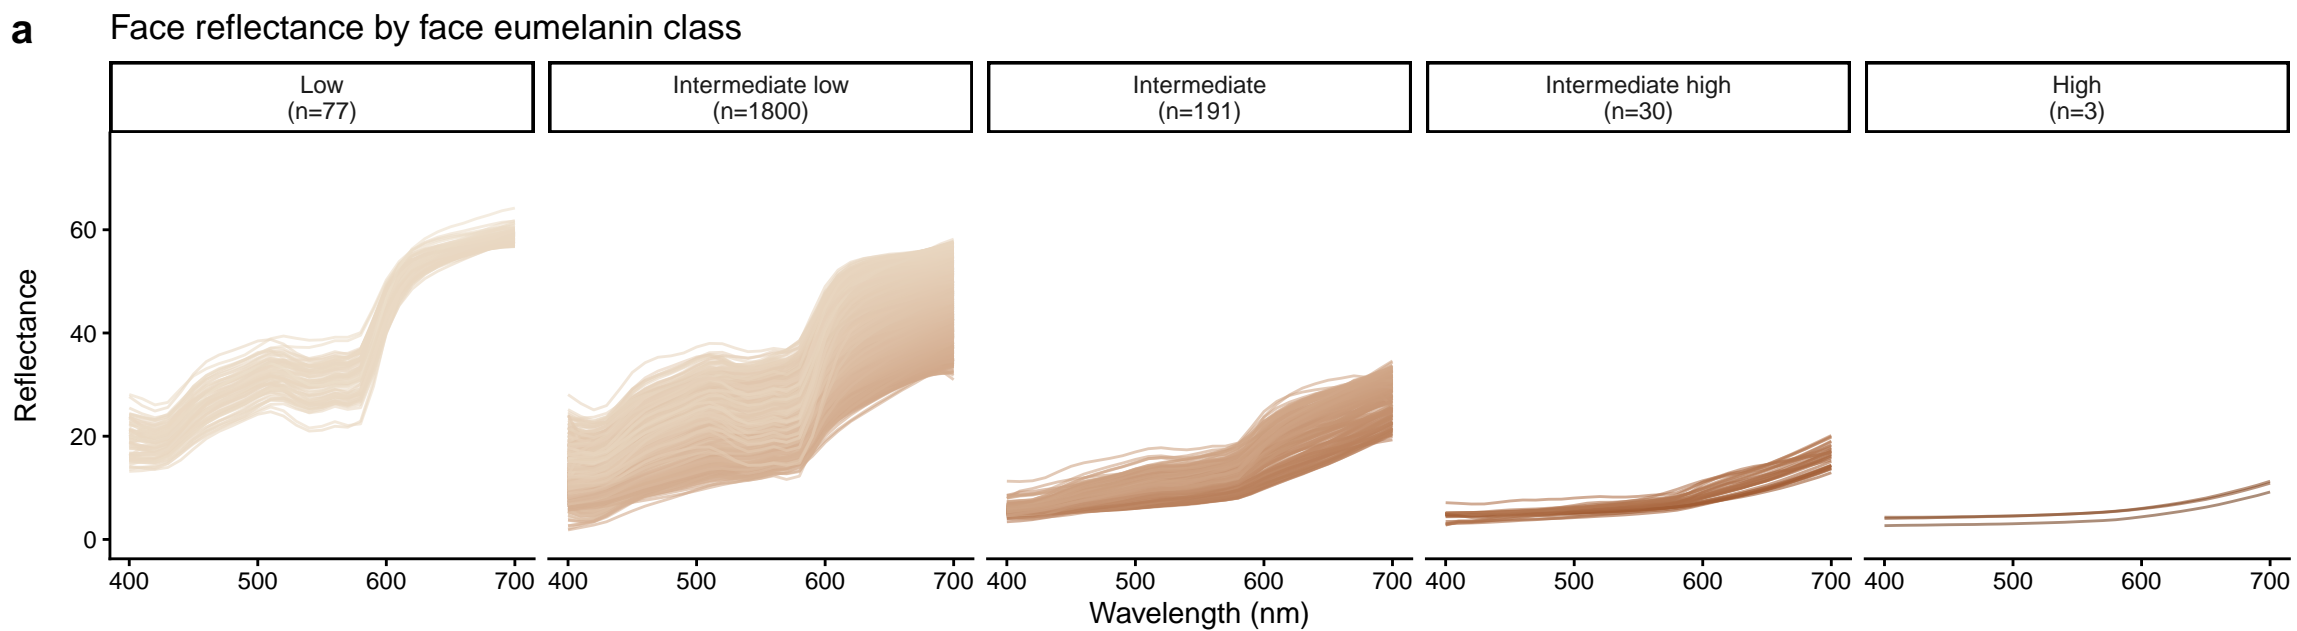 a
Face reflectance by face eumelanin class
Low
(n=77)
Intermediate low
(n=1800)
Intermediate
(n=191)
Intermediate high
(n=30)
High
(n=3)
Reflectance
60
40
20
0
400 500 600 700
400 500 600 700
400 500 600 700
400 500 600 700
400 500 600 700
Wavelength (nm)